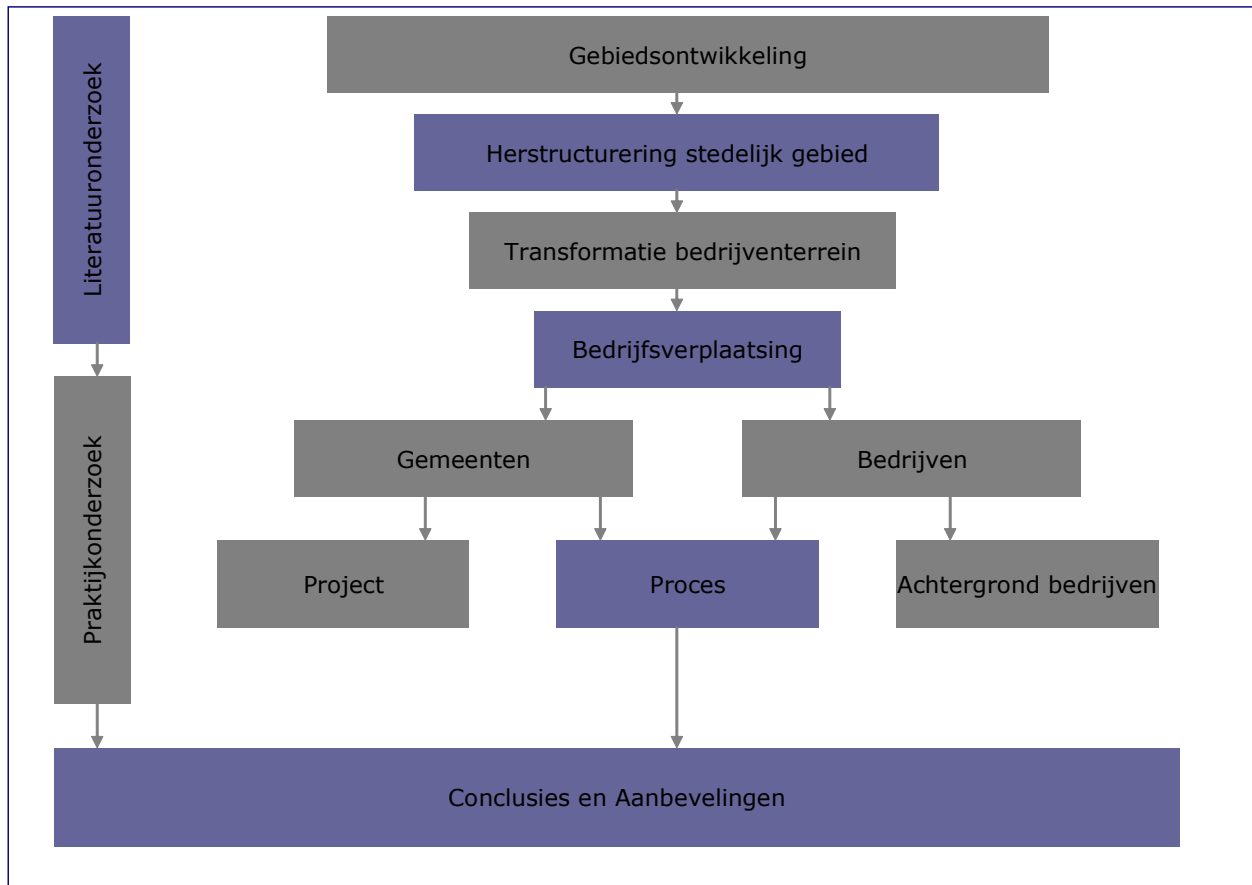 Literatuuronderzoek
Praktijkonderzoek
Gebiedsontwikkeling
Herstructurering stedelijk gebied
Transformatie bedrijventerrein
Bedrijfsverplaatsing
Gemeenten
Bedrijven
Project
Proces
Achtergrond bedrijven
Conclusies en Aanbevelingen